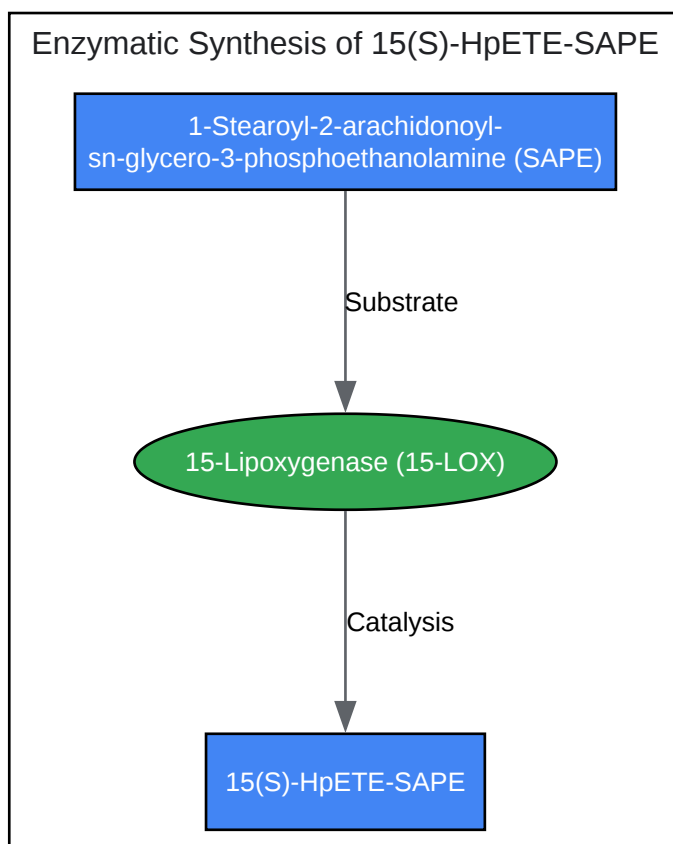 Enzymatic Synthesis of 15(S)-HpETE-SAPE
1-Stearoyl-2-arachidonoyl-
sn-glycero-3-phosphoethanolamine (SAPE)
Substrate
15-Lipoxygenase (15-LOX)
Catalysis
15(S)-HpETE-SAPE